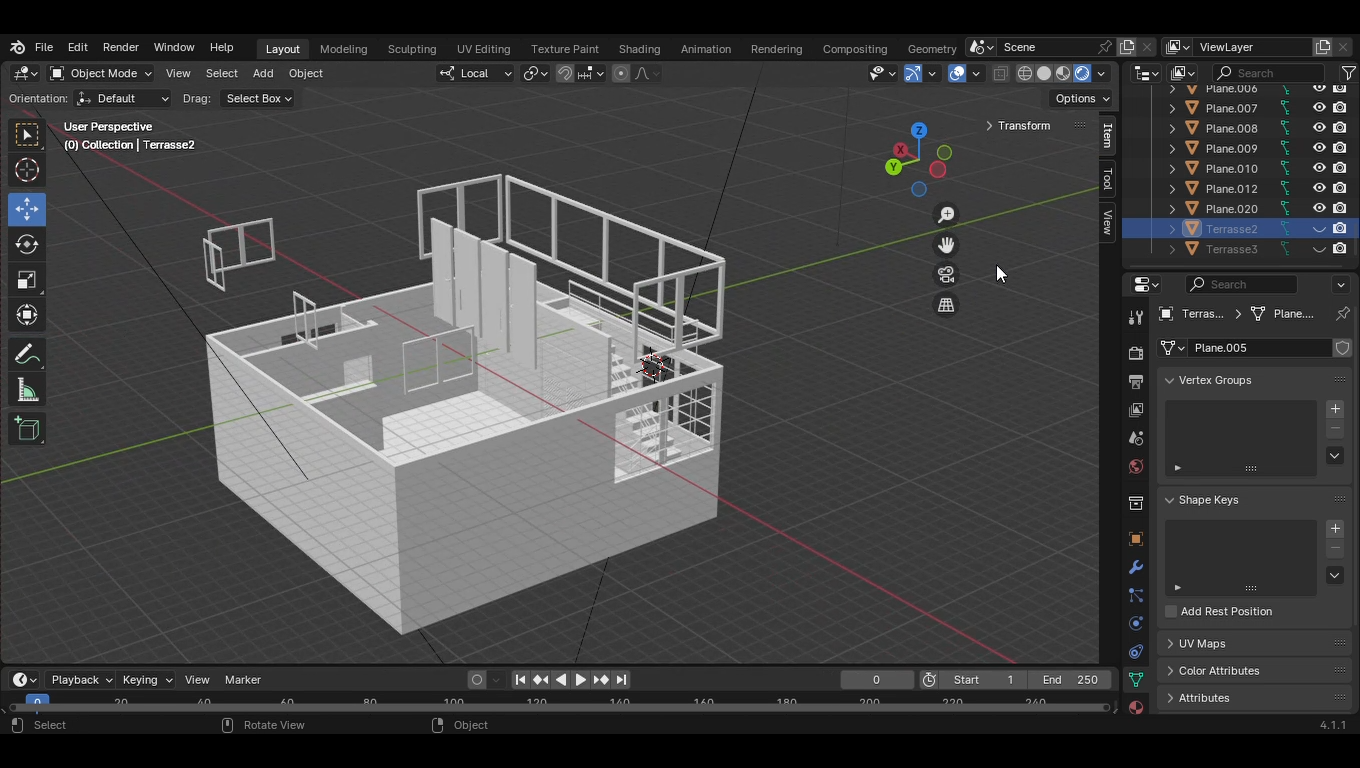 File Edit Render Window Help Layout Modeling Sculpting UV Editing Texture Paint Shading Animation Rendering Compositing Geometry Scene ViewLayer
Object Mode View Select Add Object Local Search
Orientation: Default Drag: Select Box Options
User Perspective
(0) Collection | Terrasse2
Transform
Z
X
Y
Item
Tool
View
Plane.006
Plane.007
Plane.008
Plane.009
Plane.010
Plane.012
Plane.020
Terrasse2
Terrasse3
Search
Terras... Plane....
Plane.005
Vertex Groups
Shape Keys
Add Rest Position
UV Maps
Color Attributes
Attributes
Playback Keying View Marker 0 Start 1 End 250
0 20 40 60 80 100 120 140 160 180 200 220 240
Select Rotate View Object 4.1.1